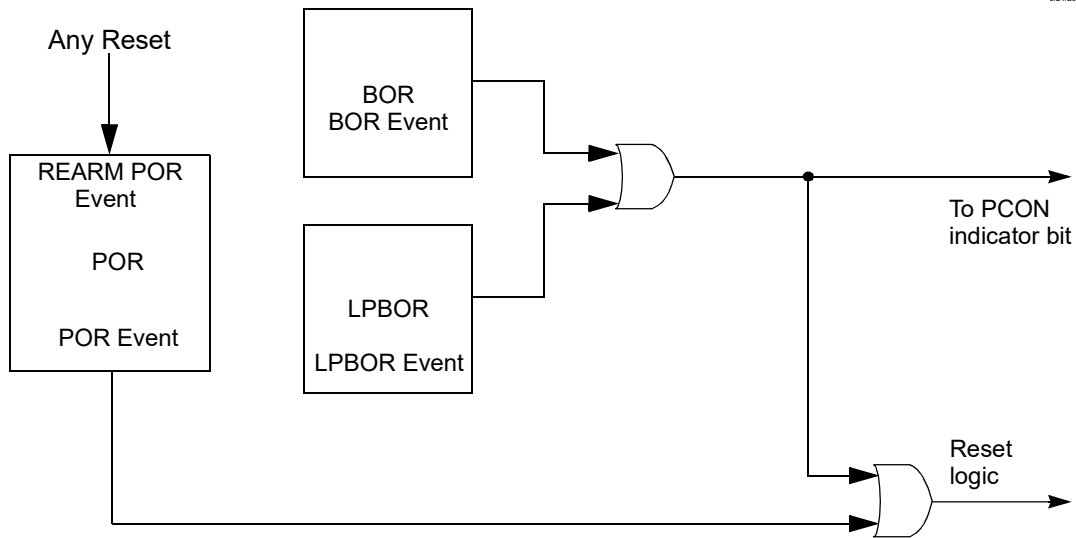 Any Reset
BOR
BOR Event
REARM POR
Event
POR
POR Event
LPBOR
LPBOR Event
To PCON
indicator bit
Reset
logic